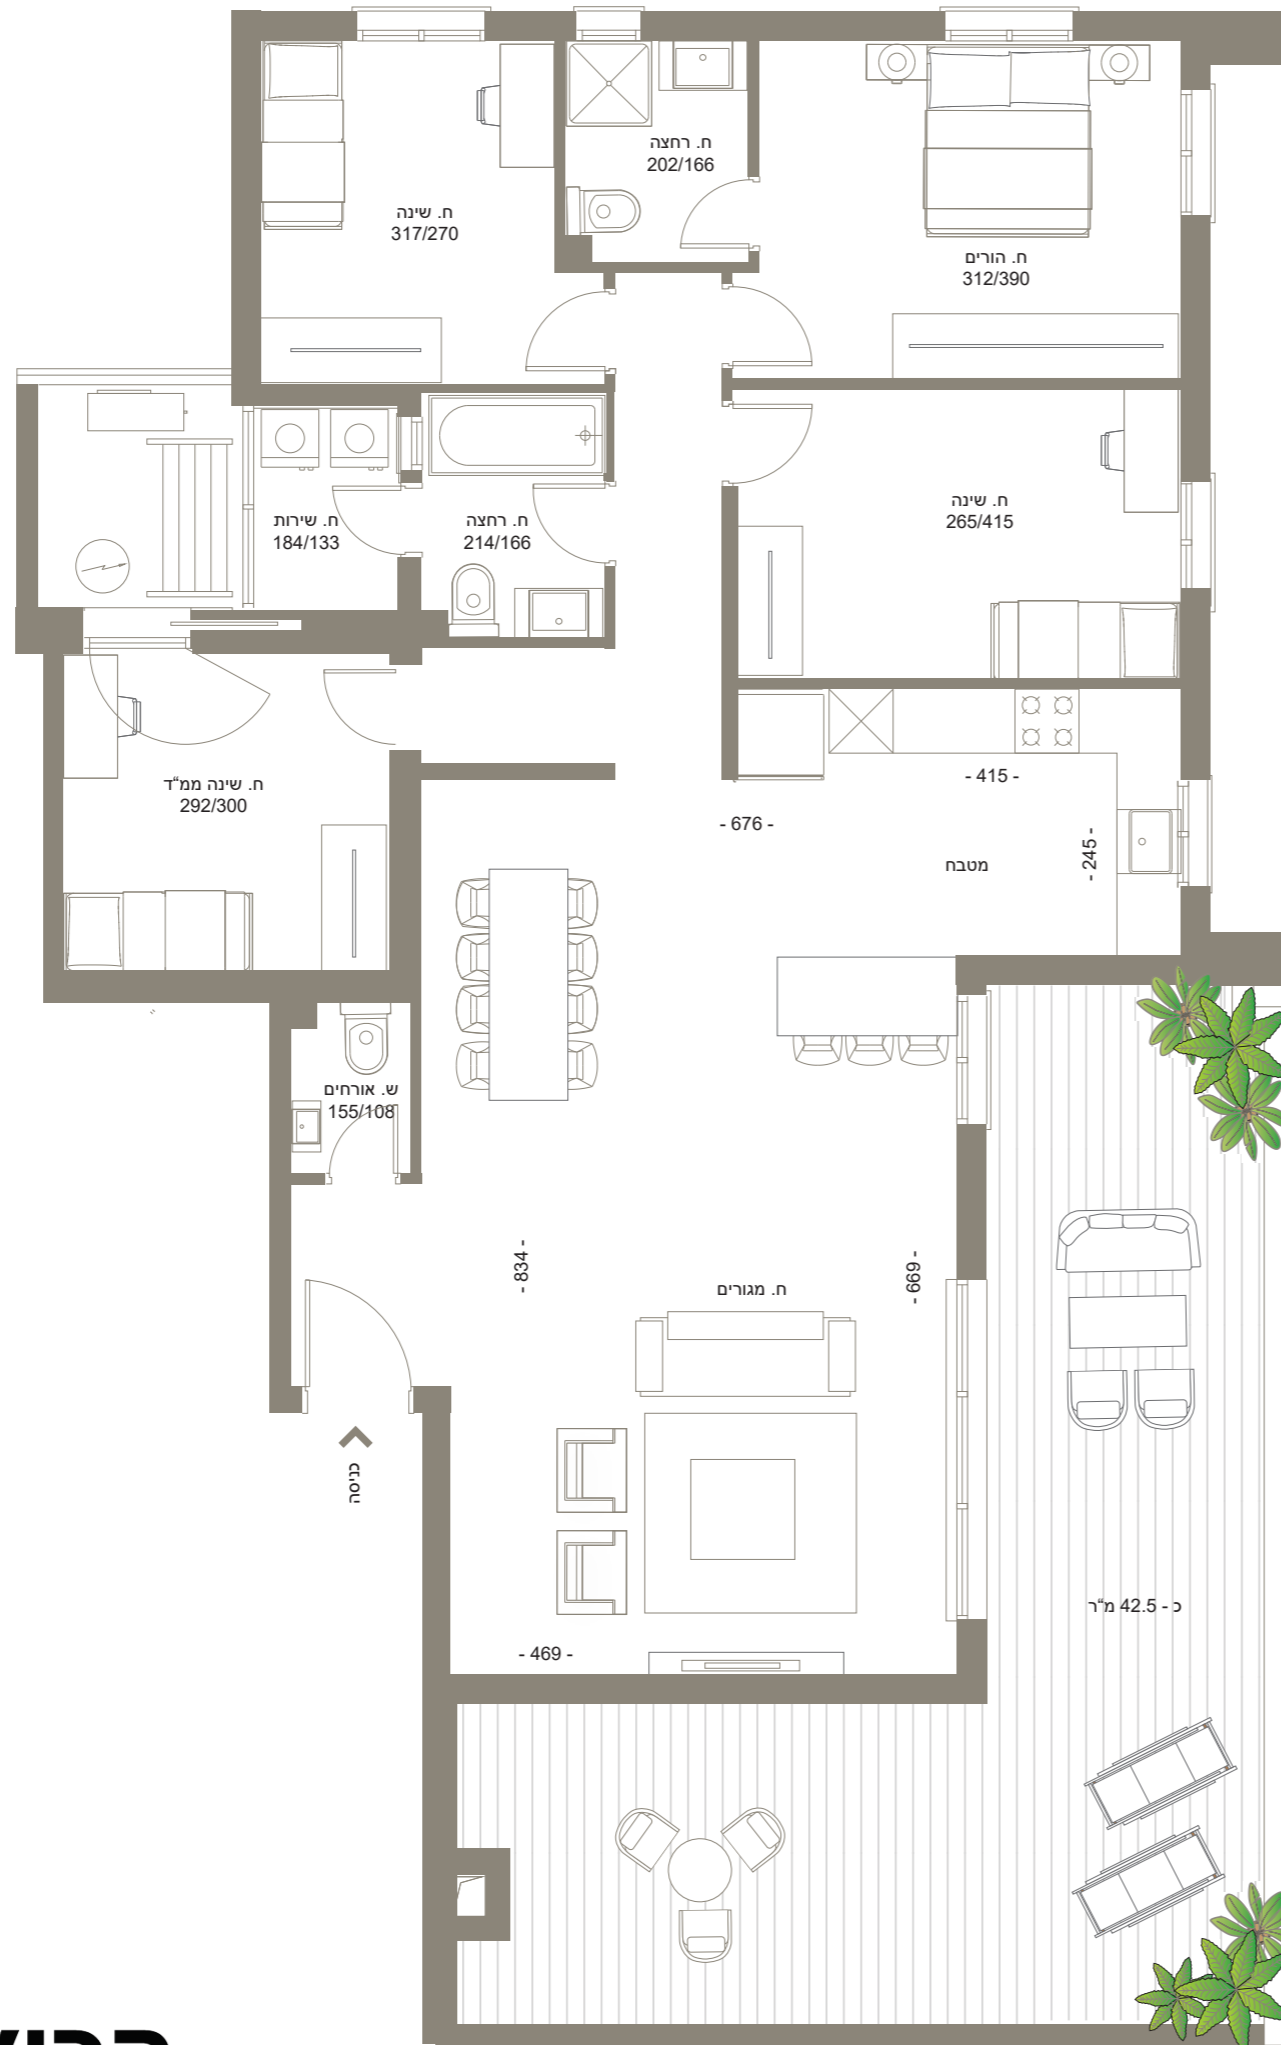 ח. רחצה
202/166
ח. שינה
317/270
ח. הורים
312/390
ח. שינה
265/415
ח. שירות
184/133
ח. רחצה
214/166
ח. שינה ממ"ד
292/300
- 415 -
- 676 -
- 245 -
מטבח
ש. אורחים
155/108
- 834 -
- 669 -
ח. מגורים
כניסה
כ - 42.5 מ"ר
- 469 -